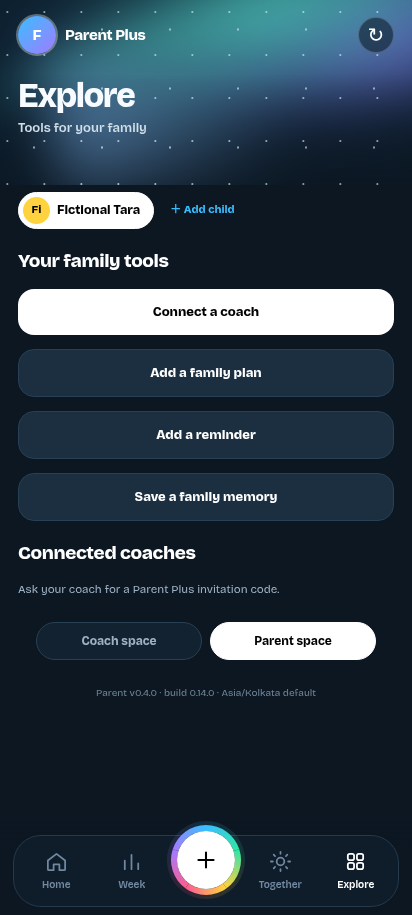 F
Parent Plus
↻
Explore
Tools for your family
Fi
Fictional Tara
+ Add child
Your family tools
Connect a coach
Add a family plan
Add a reminder
Save a family memory
Connected coaches
Ask your coach for a Parent Plus invitation code.
Coach space
Parent space
Parent v0.4.0 · build 0.14.0 · Asia/Kolkata default
+
Home
Week
Together
Explore